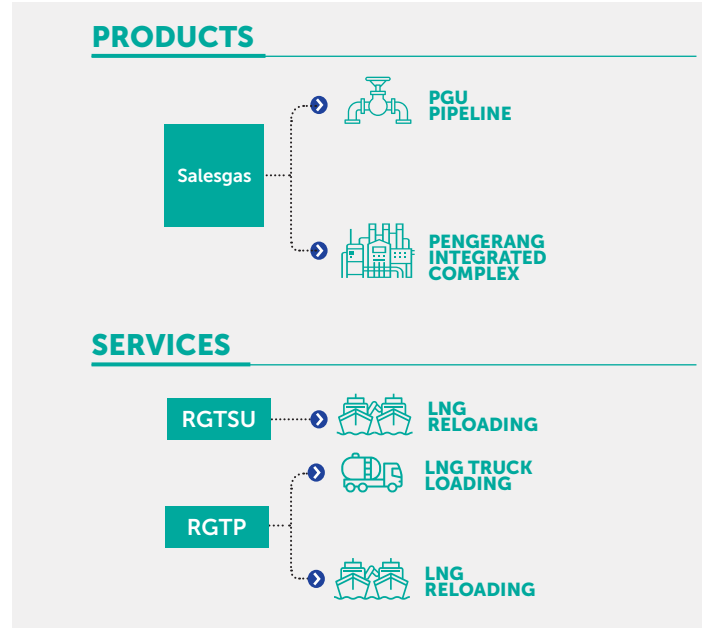 PRODUCTS
Salesgas
PGU
PIPELINE
PENGERANG
INTEGRATED
COMPLEX
SERVICES
RGTSU
LNG
RELOADING
RGTP
LNG TRUCK
LOADING
LNG
RELOADING